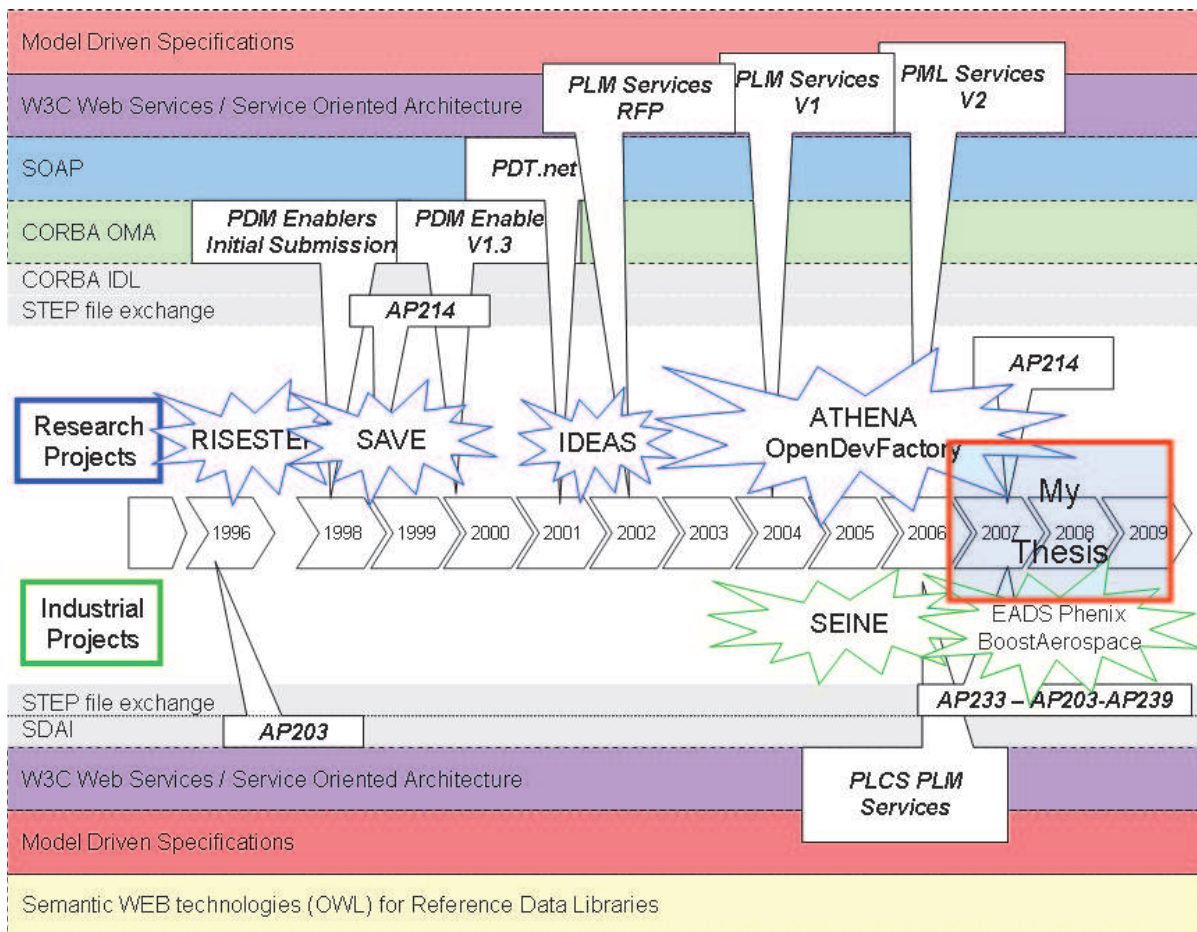 Model Driven Specifications
W3C Web Services / Service Oriented Architecture
PLM Services
RFP
PLM Services
V1
PML Services
V2
SOAP
PDT.net
CORBA OMA
PDM Enablers
Initial Submission
PDM Enable
V1.3
CORBA IDL
STEP file exchange
AP214
AP214
Research
Projects
RISESTEP
SAVE
IDEAS
ATHENA
OpenDevFactory
My
Thesis
1996
1998
1999
2000
2001
2002
2003
2004
2005
2006
2007
2008
2009
Industrial
Projects
SEINE
EADS Phenix
BoostAerospace
STEP file exchange
AP233 – AP203-AP239
SDAI
AP203
W3C Web Services / Service Oriented Architecture
PLCS PLM
Services
Model Driven Specifications
Semantic WEB technologies (OWL) for Reference Data Libraries